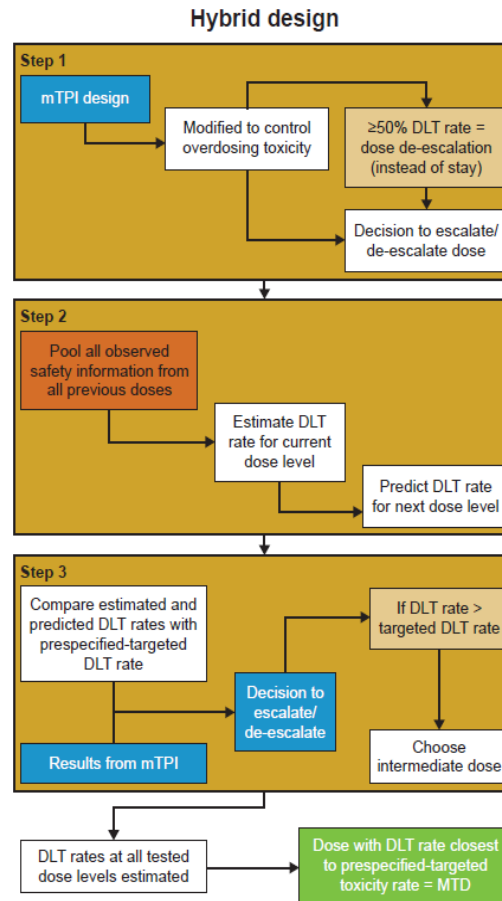 Hybrid design
Step 1
mTPI design
Modified to control
overdosing toxicity
≥50% DLT rate =
dose de-escalation
(instead of stay)
Decision to escalate/
de-escalate dose
Step 2
Pool all observed
safety information from
all previous doses
Estimate DLT
rate for current
dose level
Predict DLT rate
for next dose level
Step 3
Compare estimated and
predicted DLT rates with
prespecified-targeted
DLT rate
Results from mTPI
Decision to
escalate/
de-escalate
If DLT rate >
targeted DLT rate
Choose
intermediate dose
DLT rates at all tested
dose levels estimated
Dose with DLT rate closest
to prespecified-targeted
toxicity rate = MTD